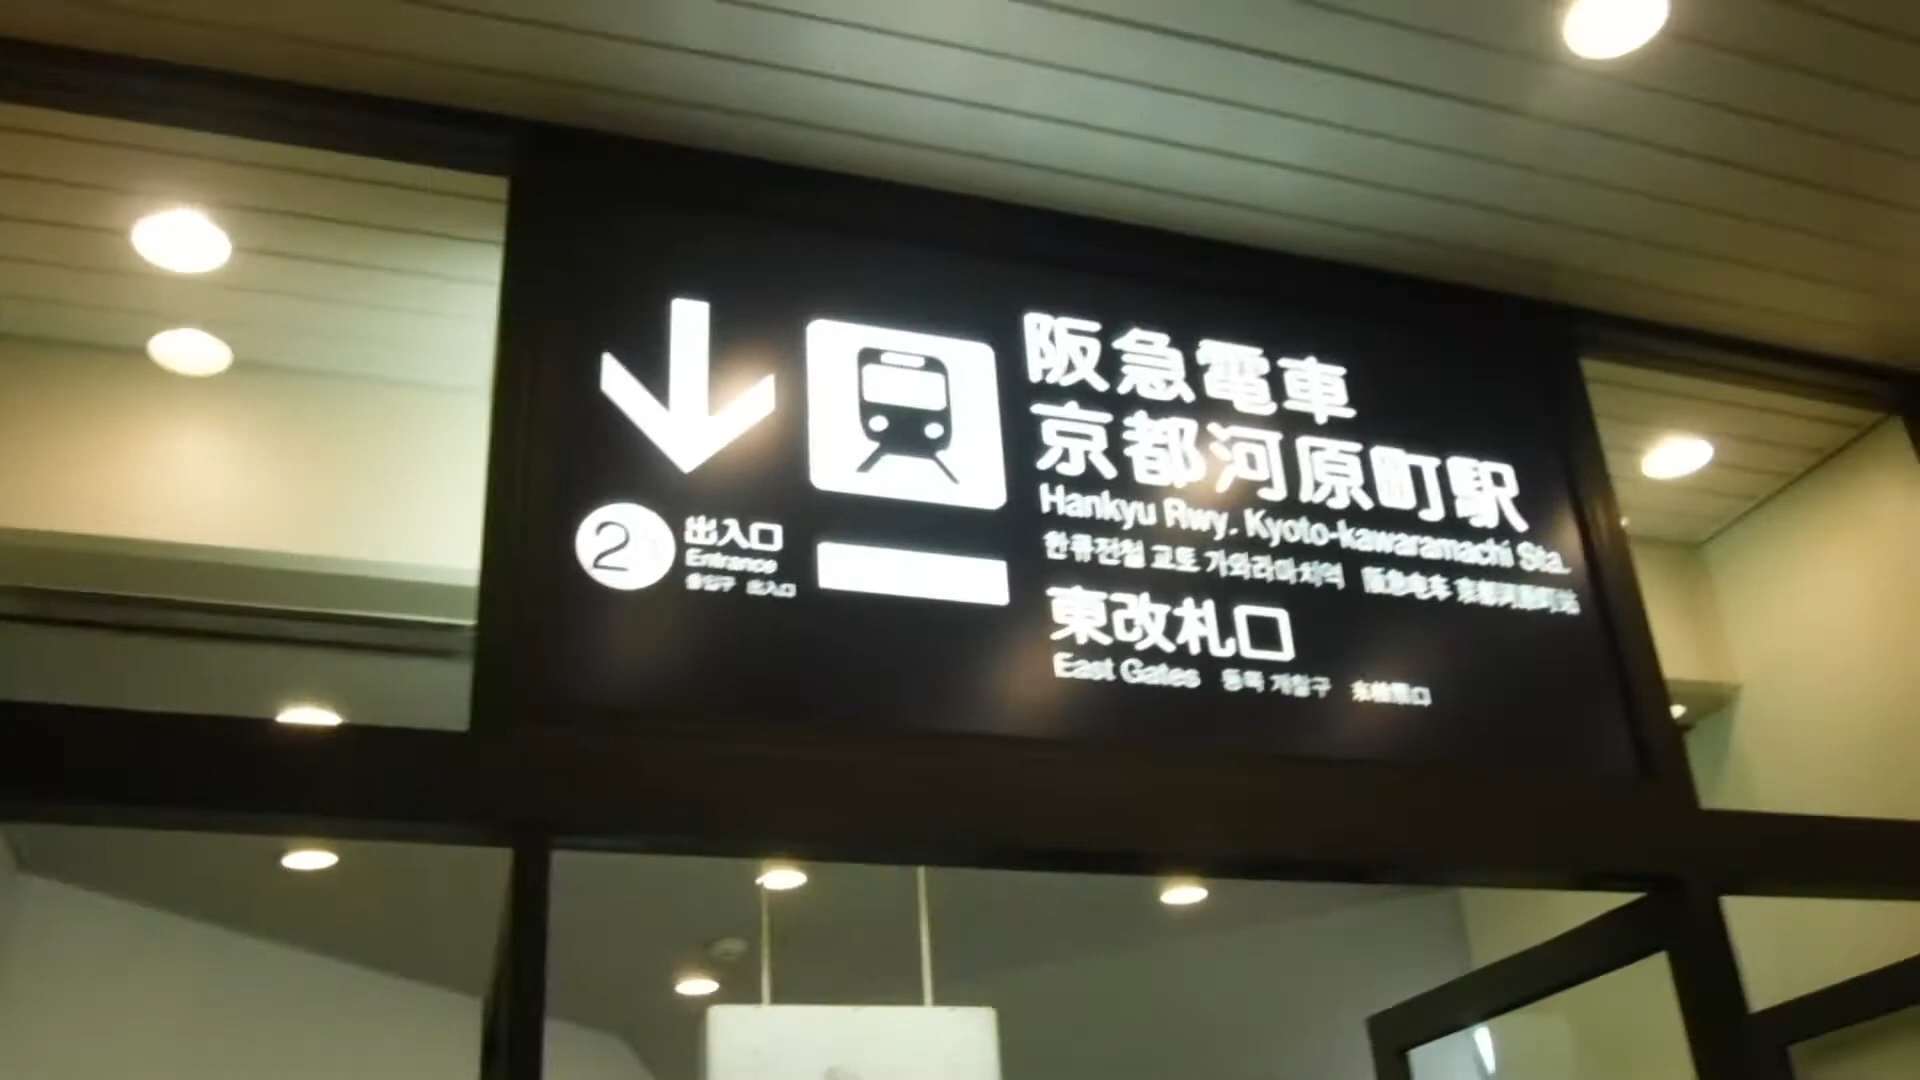 阪急電車
京都河原町駅
Hankyu Rwy. Kyoto-kawaramachi Sta.
한큐전철 교토 가와라마치역 阪急电车 京都河原町站
2
出入口
Entrance
출입구 出入口
東改札口
East Gates 동쪽 개찰구 东检票口